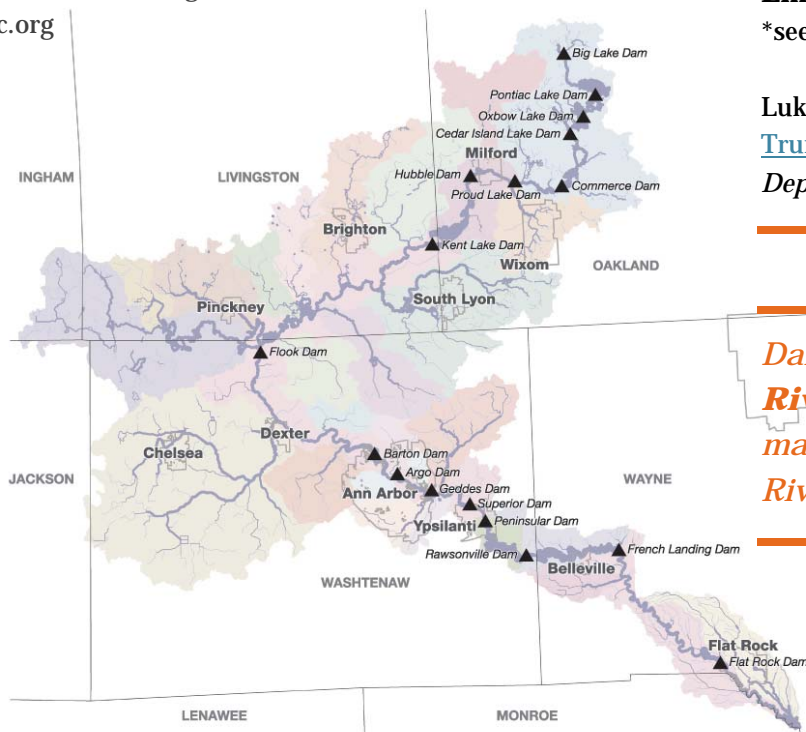 c.org
*see
Luk
Dep
Big Lake Dam
Pontiac Lake Dam
Oxbow Lake Dam
Cedar Island Lake Dam
Milford
Hubble Dam
Proud Lake Dam
Commerce Dam
INGHAM
LIVINGSTON
Brighton
Kent Lake Dam
Wixom
OAKLAND
Pinckney
South Lyon
Flook Dam
Da
Riv
ma
Riv
Dexter
Chelsea
Barton Dam
Argo Dam
JACKSON
Ann Arbor
Geddes Dam
WAYNE
Superior Dam
Ypsilanti
Peninsular Dam
Rawsonville Dam
French Landing Dam
Belleville
WASHTENAW
Flat Rock
Flat Rock Dam
LENAWEE
MONROE